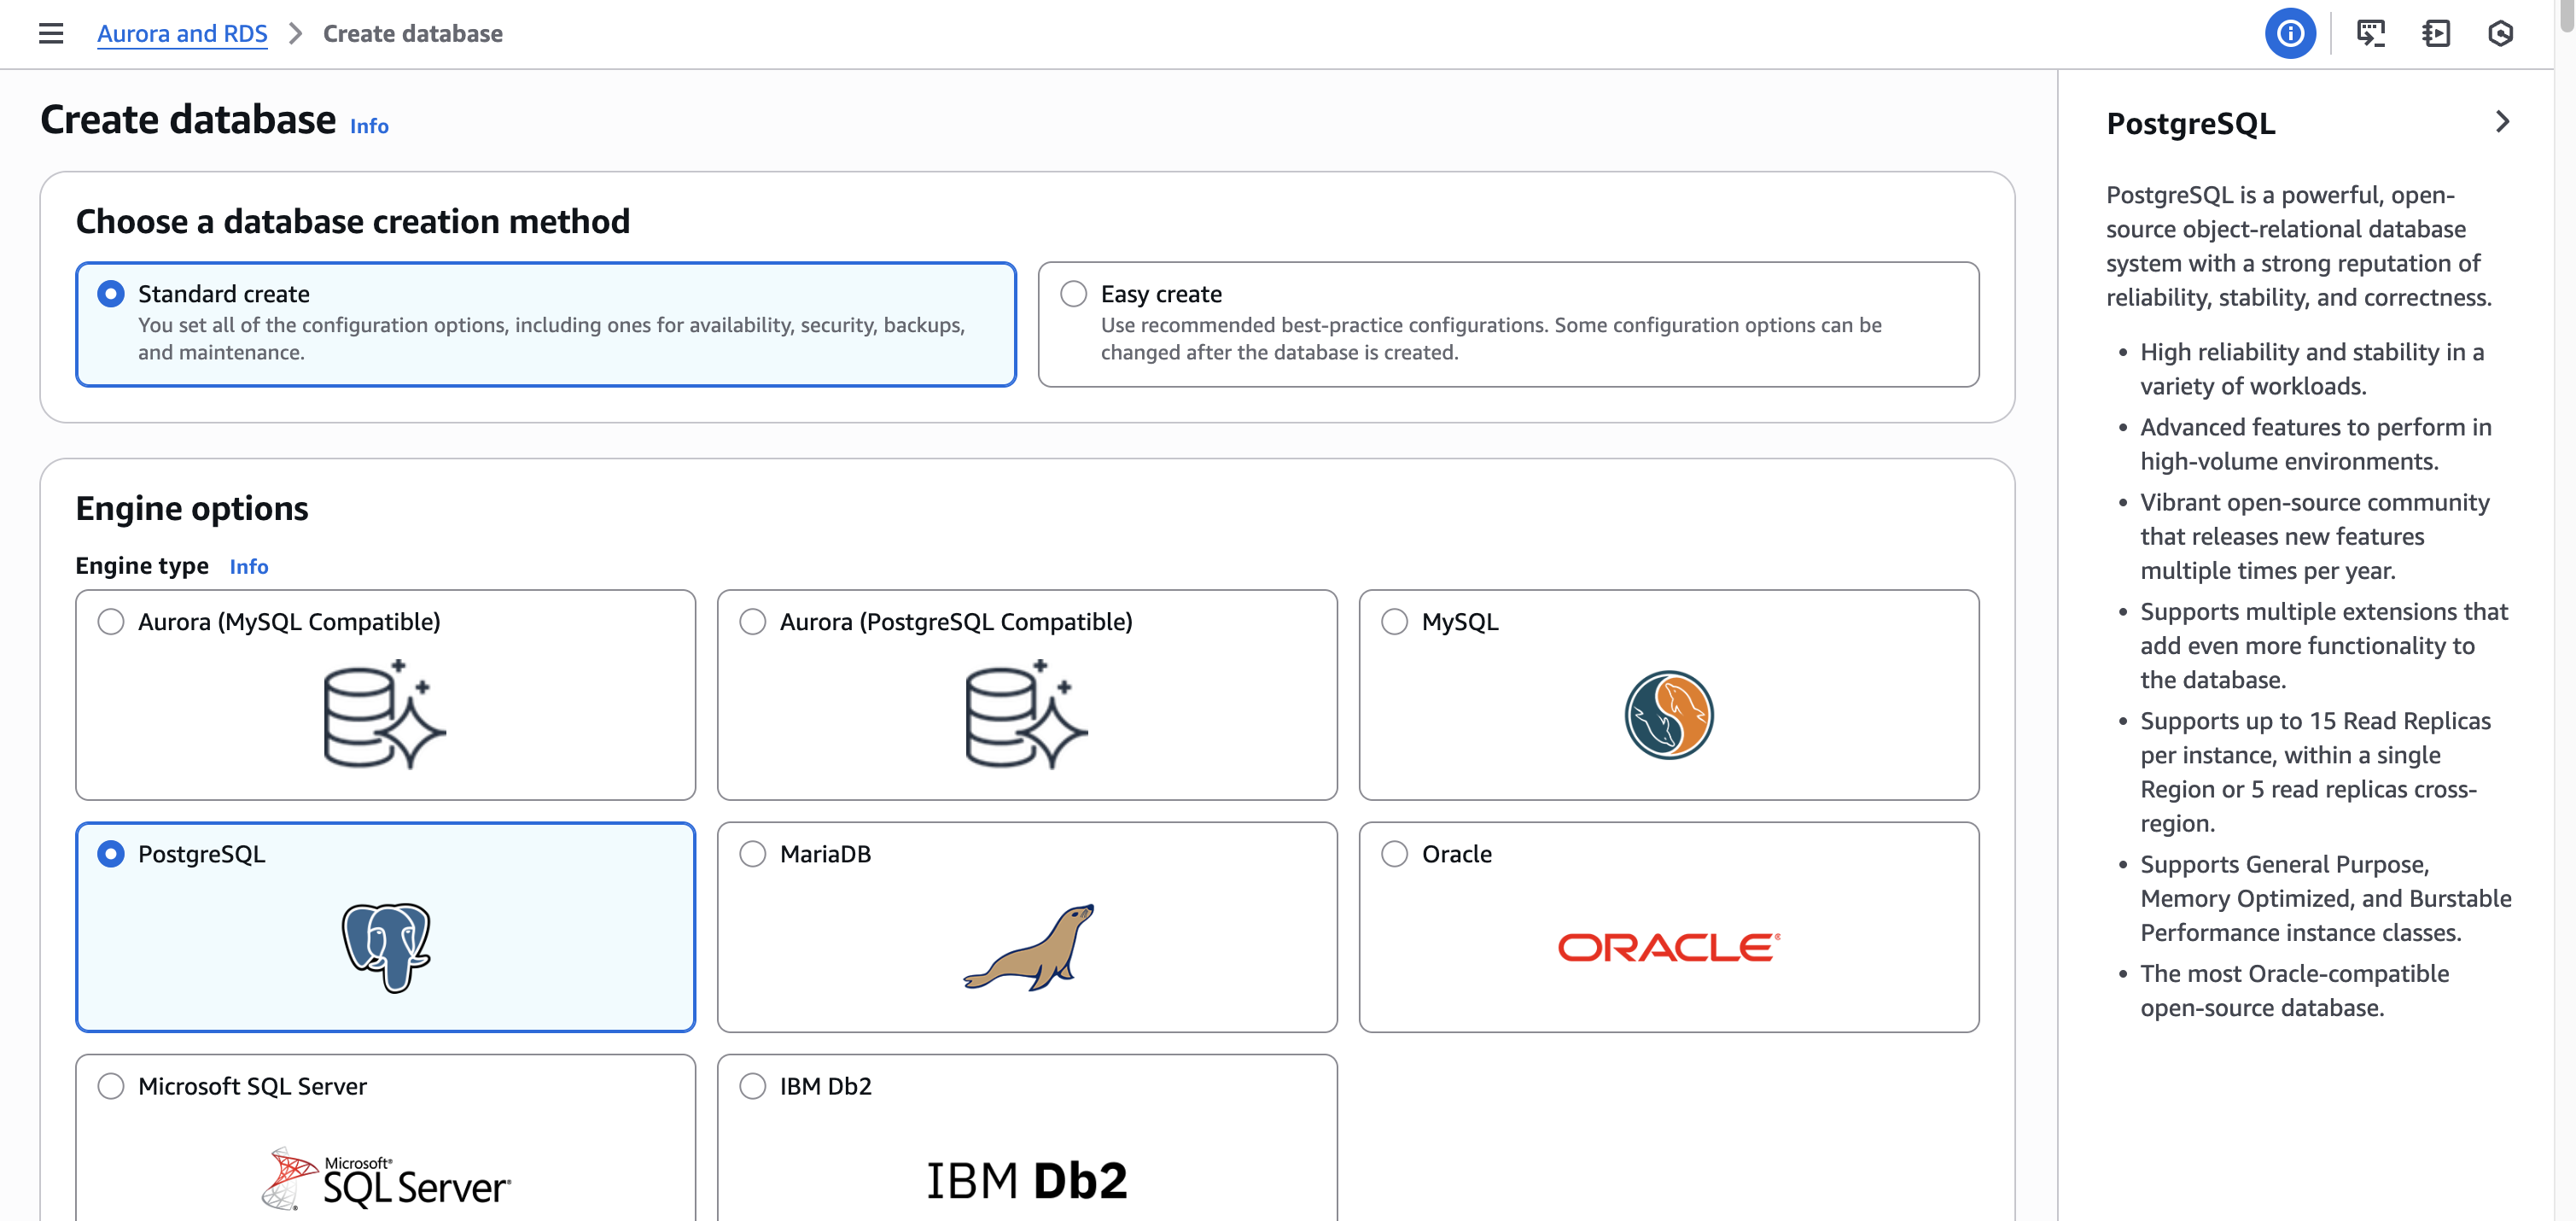 Aurora and RDS > Create database
Create database Info
Choose a database creation method
Standard create
You set all of the configuration options, including ones for availability, security, backups,
and maintenance.
Easy create
Use recommended best-practice configurations. Some configuration options can be
changed after the database is created.
Engine options
Engine type Info
Aurora (MySQL Compatible)
Aurora (PostgreSQL Compatible)
MySQL
PostgreSQL
MariaDB
Oracle
ORACLE®
Microsoft SQL Server
Microsoft®
SQL Server®
IBM Db2
IBM Db2
PostgreSQL
PostgreSQL is a powerful, open-
source object-relational database
system with a strong reputation of
reliability, stability, and correctness.
• High reliability and stability in a
variety of workloads.
• Advanced features to perform in
high-volume environments.
• Vibrant open-source community
that releases new features
multiple times per year.
• Supports multiple extensions that
add even more functionality to
the database.
• Supports up to 15 Read Replicas
per instance, within a single
Region or 5 read replicas cross-
region.
• Supports General Purpose,
Memory Optimized, and Burstable
Performance instance classes.
• The most Oracle-compatible
open-source database.